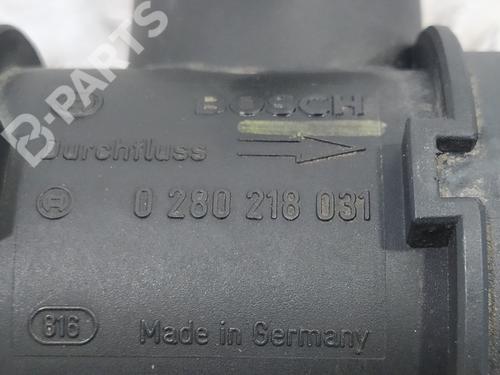 B-PARTS
BOSCH
Durchfluss
0 280 218 031
816
Made in Germany